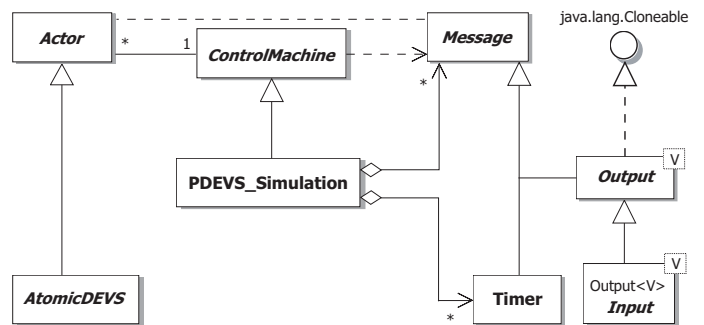 java.lang.Cloneable
Actor
Message
*
1
ControlMachine
*
V
PDEVS_Simulation
Output
V
Output<V>
AtomicDEVS
Timer
Input
*